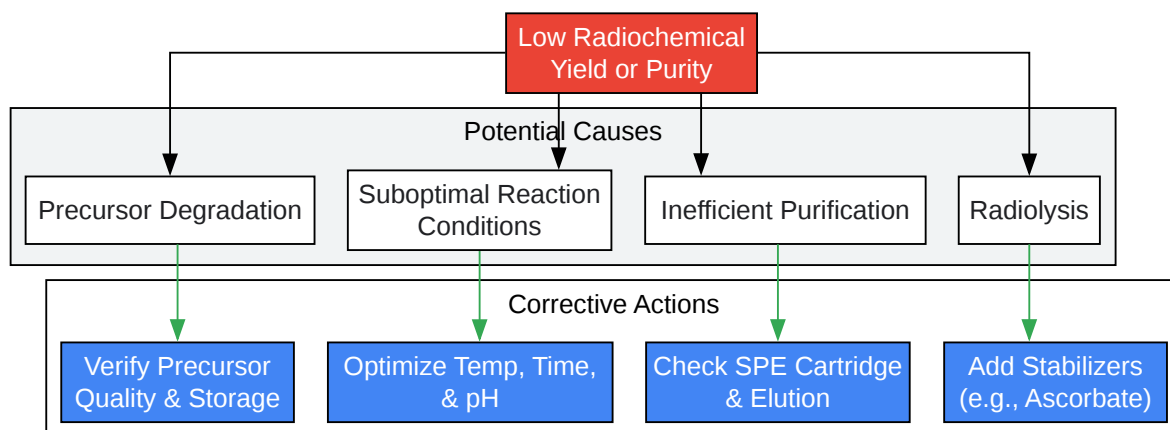 Low Radiochemical
Yield or Purity
Potential Causes
Precursor Degradation
Suboptimal Reaction
Conditions
Inefficient Purification
Radiolysis
Corrective Actions
Verify Precursor
Quality & Storage
Optimize Temp, Time,
& pH
Check SPE Cartridge
& Elution
Add Stabilizers
(e.g., Ascorbate)